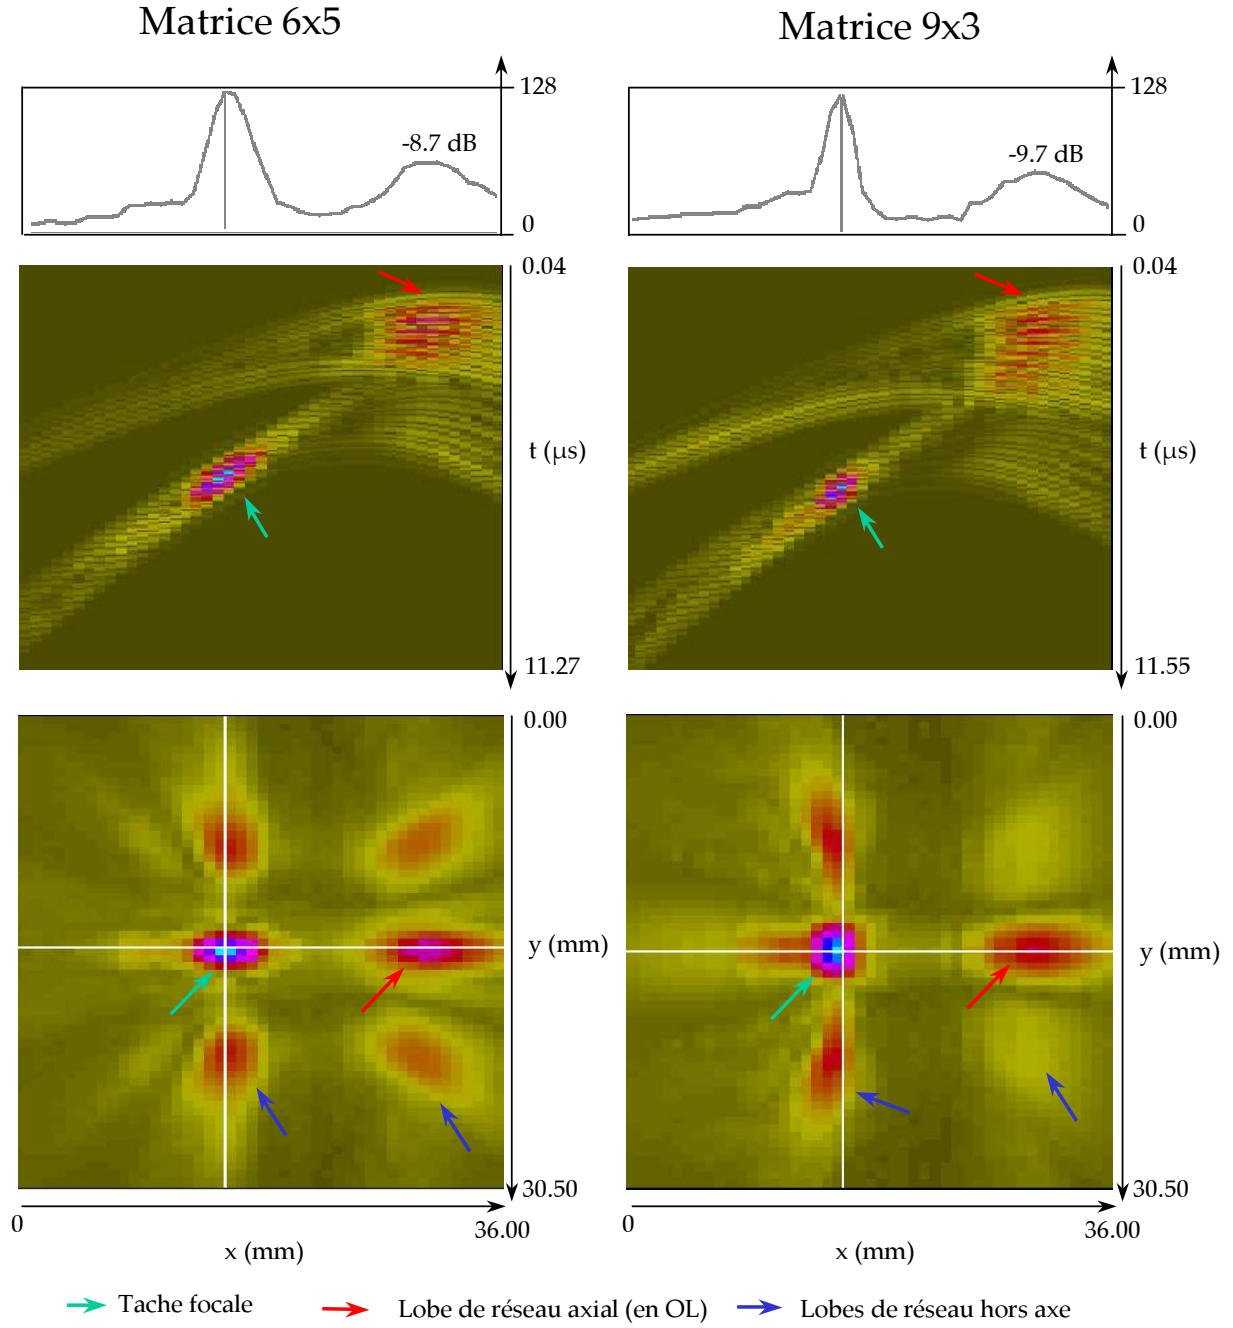 Matrice 6x5
Matrice 9x3
128
-8.7 dB
0
128
-9.7 dB
0
0.04
t (µs)
11.27
0.04
t (µs)
11.55
0.00
y (mm)
30.50
0.00
y (mm)
30.50
0
36.00
x (mm)
0
36.00
x (mm)
Tache focale
Lobe de réseau axial (en OL)
Lobes de réseau hors axe